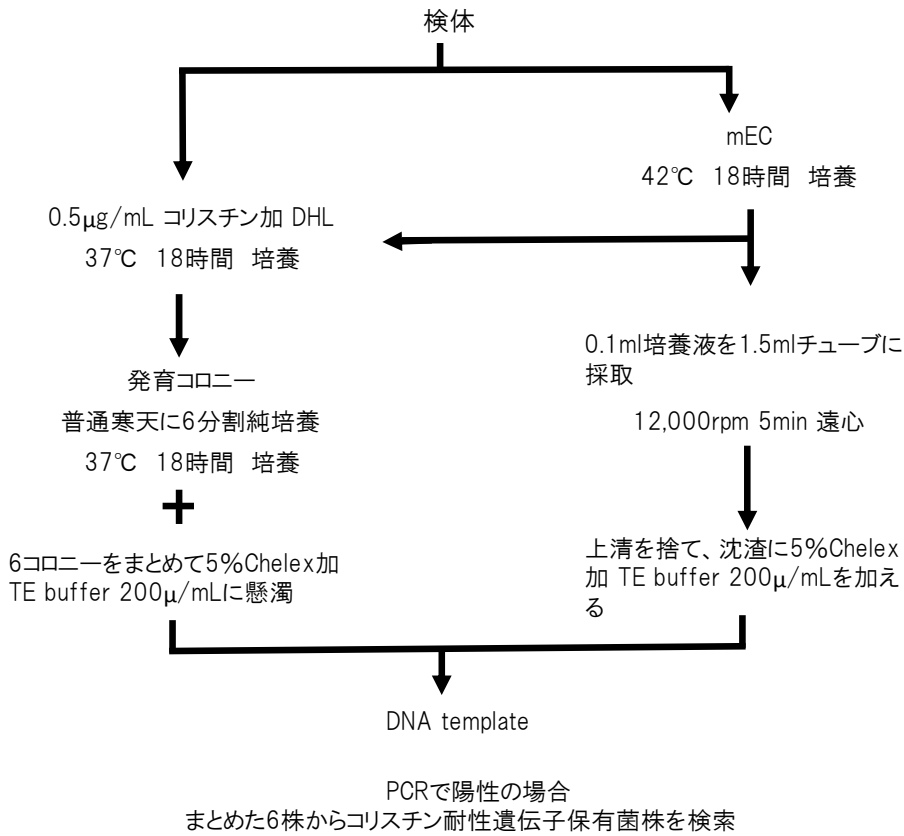 検体
mEC
42℃ 18時間 培養
0.5μg/mL コリスチン加 DHL
37℃ 18時間 培養
発育コロニー
普通寒天に6分割純培養
37℃ 18時間 培養
+
6コロニーをまとめて5%Chelex加
TE buffer 200μ/mLに懸濁
0.1ml培養液を1.5mlチューブに
採取
12,000rpm 5min 遠心
上清を捨て、沈渣に5%Chelex
加 TE buffer 200μ/mLを加え
る
DNA template
PCRで陽性の場合
まとめた6株からコリスチン耐性遺伝子保有菌株を検索